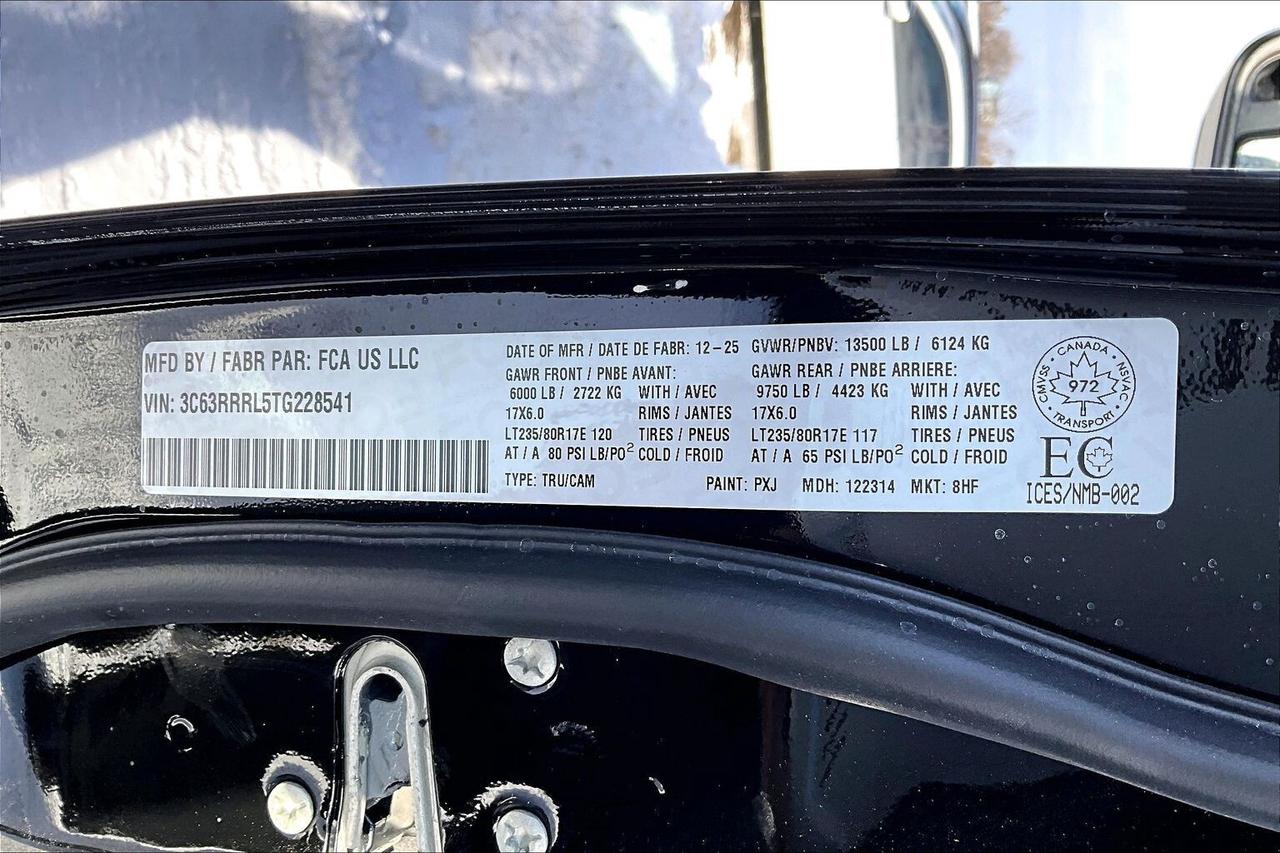 MFD BY / FABR PAR: FCA US LLC
VIN: 3C63RRRL5TG228541
DATE OF MFR / DATE DE FABR: 12-25 GVWR/PNBV: 13500 LB / 6124 KG
GAWR FRONT / PNBE AVANT: GAWR REAR / PNBE ARRIERE:
6000 LB / 2722 KG WITH / AVEC 9750 LB / 4423 KG WITH / AVEC
17X6.0 RIMS / JANTES 17X6.0 RIMS / JANTES
LT235/80R17E 120 TIRES / PNEUS LT235/80R17E 117 TIRES / PNEUS
AT / A 80 PSI LB/PO² COLD / FROID AT / A 65 PSI LB/PO² COLD / FROID
TYPE: TRU/CAM PAINT: PXJ MDH: 122314 MKT: 8HF
CANADA
CMVSS 972 NSVAC
TRANSPORT
EC
ICES/NMB-002